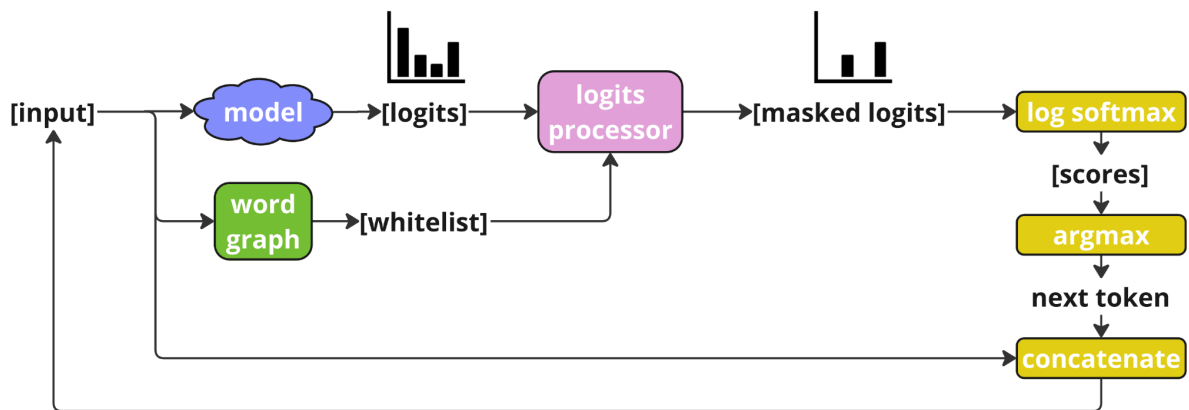 [input]
model
[logits]
logits
processor
[masked logits]
log softmax
[scores]
word
graph
[whitelist]
argmax
next token
concatenate